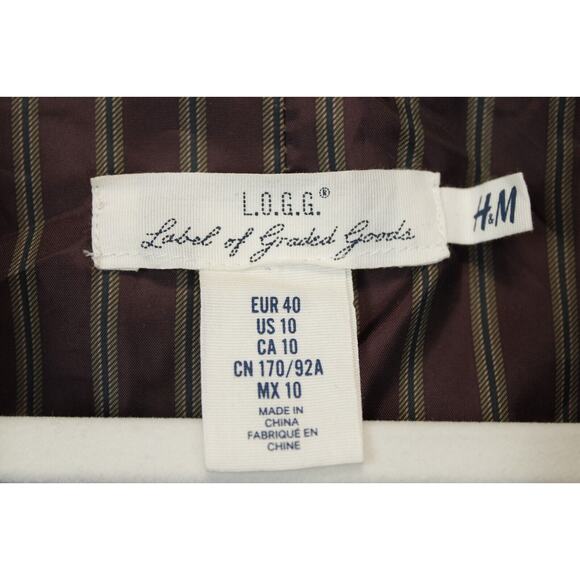 L.O.G.G.®
Label of Graded Goods
H&M
EUR 40
US 10
CA 10
CN 170/92A
MX 10
MADE IN
CHINA
FABRIQUÉ EN
CHINE